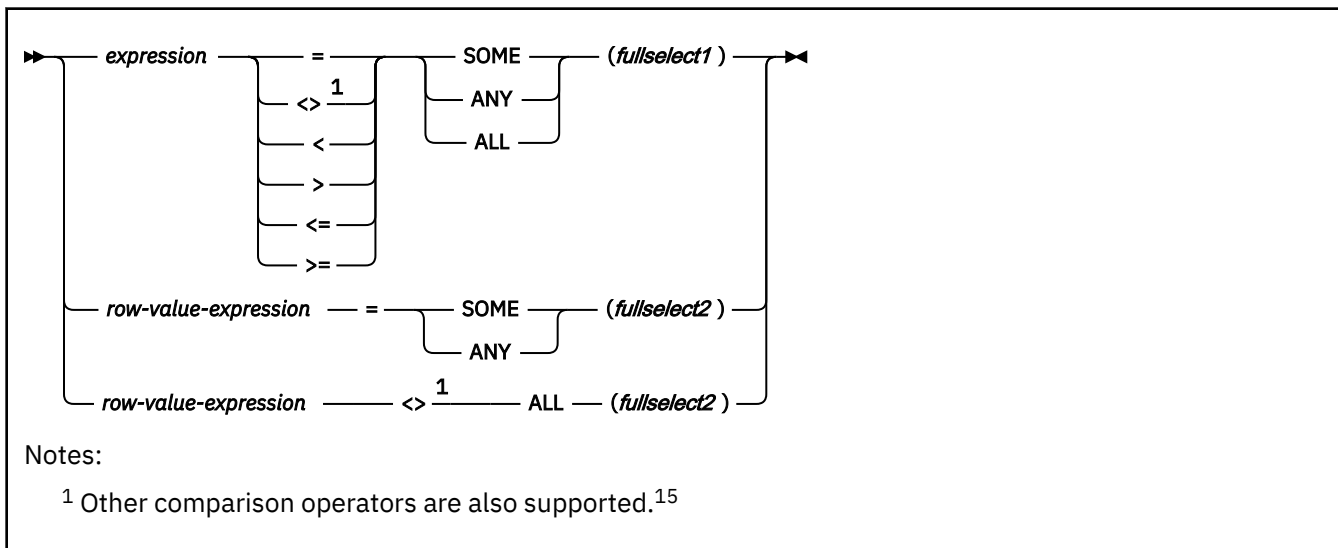 expression = SOME (fullselect1 )
<> 1 ANY
< ALL
>
<=
>=
row-value-expression = SOME (fullselect2 )
ANY
row-value-expression <> 1 ALL (fullselect2 )
Notes:
1 Other comparison operators are also supported.15